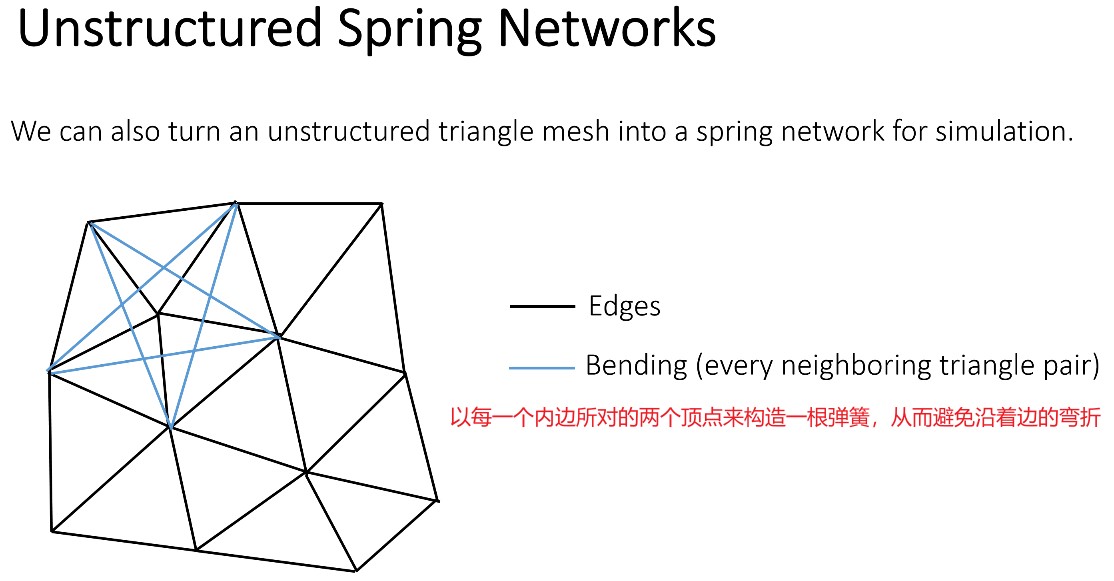 Unstructured Spring Networks
We can also turn an unstructured triangle mesh into a spring network for simulation.
Edges
Bending (every neighboring triangle pair)
以每一个内边所对的两个顶点来构造一根弹簧，从而避免沿着边的弯折